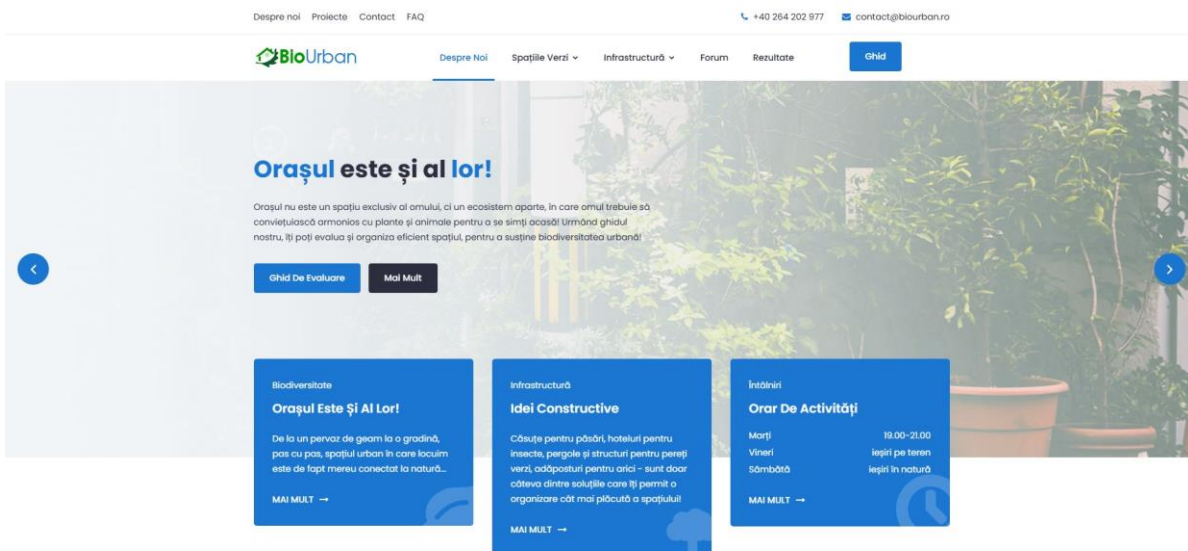 Despre noi Proiecte Contact FAQ
+40 264 202 977 contact@biourban.ro
BioUrban
Despre Noi Spațiile Verzi Infrastructură Forum Rezultate Ghid
Orașul este și al lor!
Orașul nu este un spațiu exclusiv al omului, ci un ecosistem aparte, în care omul trebuie să
conviețuiască armonios cu plante și animale pentru a se simți acasă! Urmând ghidul
nostru, îți poți evalua și organiza eficient spațiul, pentru a susține biodiversitatea urbană!
Ghid De Evaluare Mai Mult
Biodiversitate
Orașul Este Și Al Lor!
De la un pervaz de geam la o gradină,
pas cu pas, spațiul urban în care locuim
este de fapt mereu conectat la natură...
MAI MULT →
Infrastructură
Idei Constructive
Căsuțe pentru păsări, hoteluri pentru
insecte, pergole și structuri pentru pereți
verzi, adăposturi pentru arici - sunt doar
câteva dintre soluțiile care îți permit o
organizare cât mai plăcută a spațiului!
MAI MULT →
Întâlniri
Orar De Activități
Marți 19.00-21.00
Vineri ieșiri pe teren
Sâmbătă ieșiri în natură
MAI MULT →